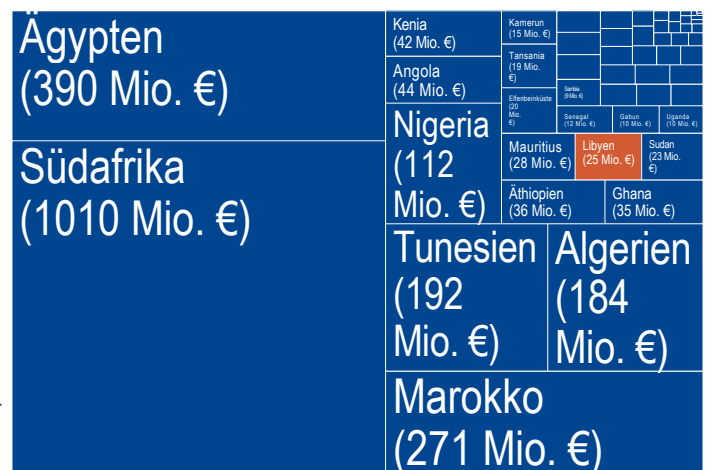 Ägypten
(390 Mio. €)
Südafrika
(1010 Mio. €)
Kenia
(42 Mio. €)
Angola
(44 Mio. €)
Nigeria
(112
Mio. €)
Kamerun
(15 Mio. €)
Tansania
(19 Mio.
€)
Elfenbeinküste
(20
Mio.
€)
Sambia
(9 Mio. €)
Senegal
(12 Mio. €)
Gabun
(10 Mio. €)
Uganda
(10 Mio. €)
Mauritius
(28 Mio. €)
Libyen
(25 Mio. €)
Sudan
(23 Mio.
€)
Äthiopien
(36 Mio. €)
Ghana
(35 Mio. €)
Tunesien
(192
Mio. €)
Algerien
(184
Mio. €)
Marokko
(271 Mio. €)